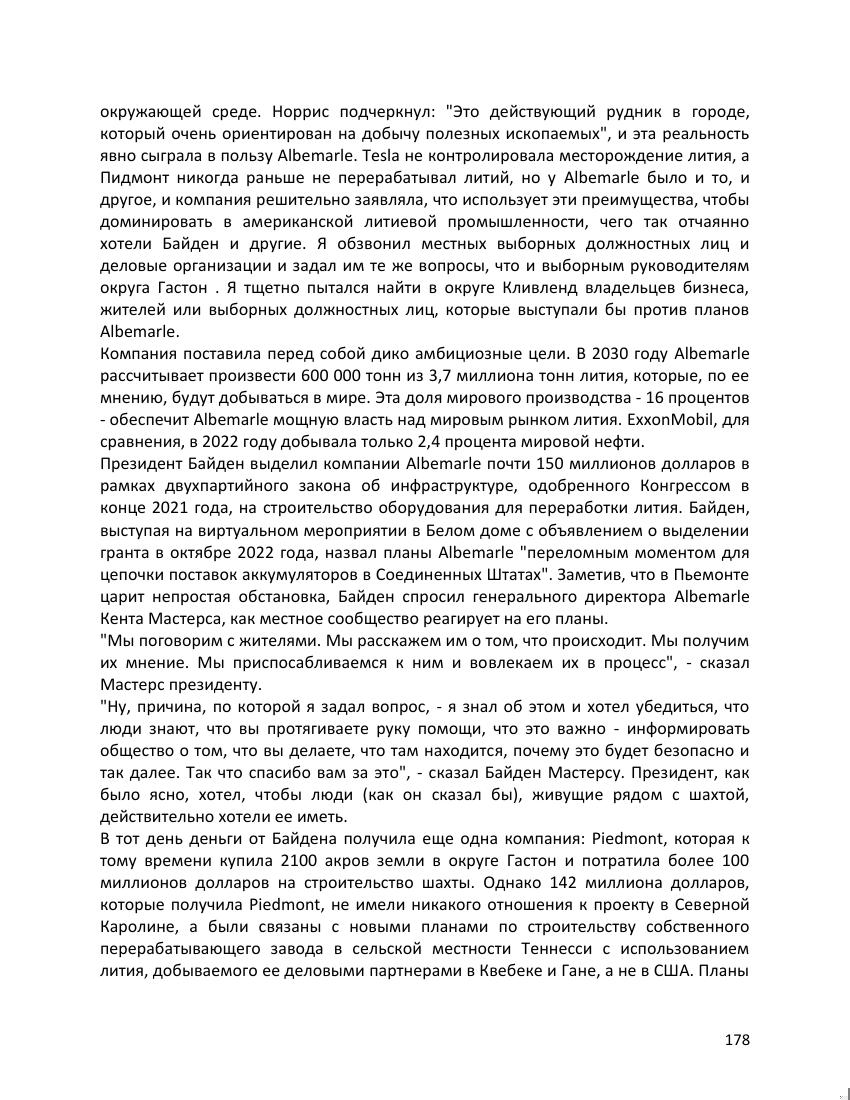 окружающей среде. Норрис подчеркнул: "Это действующий рудник в городе,
который очень ориентирован на добычу полезных ископаемых", и эта реальность
явно сыграла в пользу Albemarle. Tesla не контролировала месторождение лития, а
Пидмонт никогда раньше не перерабатывал литий, но у Albemarle было и то, и
другое, и компания решительно заявляла, что использует эти преимущества, чтобы
доминировать в американской литиевой промышленности, чего так отчаянно
хотели Байден и другие. Я обзвонил местных выборных должностных лиц и
деловые организации и задал им те же вопросы, что и выборным руководителям
округа Гастон . Я тщетно пытался найти в округе Кливленд владельцев бизнеса,
жителей или выборных должностных лиц, которые выступали бы против планов
Albemarle.
Компания поставила перед собой дико амбициозные цели. В 2030 году Albemarle
рассчитывает произвести 600 000 тонн из 3,7 миллиона тонн лития, которые, по ее
мнению, будут добываться в мире. Эта доля мирового производства - 16 процентов
- обеспечит Albemarle мощную власть над мировым рынком лития. ExxonMobil, для
сравнения, в 2022 году добывала только 2,4 процента мировой нефти.
Президент Байден выделил компании Albemarle почти 150 миллионов долларов в
рамках двухпартийного закона об инфраструктуре, одобренного Конгрессом в
конце 2021 года, на строительство оборудования для переработки лития. Байден,
выступая на виртуальном мероприятии в Белом доме с объявлением о выделении
гранта в октябре 2022 года, назвал планы Albemarle "переломным моментом для
цепочки поставок аккумуляторов в Соединенных Штатах". Заметив, что в Пьемонте
царит непростая обстановка, Байден спросил генерального директора Albemarle
Кента Мастерса, как местное сообщество реагирует на его планы.
"Мы поговорим с жителями. Мы расскажем им о том, что происходит. Мы получим
их мнение. Мы приспосабливаемся к ним и вовлекаем их в процесс", - сказал
Мастерс президенту.
"Ну, причина, по которой я задал вопрос, - я знал об этом и хотел убедиться, что
люди знают, что вы протягиваете руку помощи, что это важно - информировать
общество о том, что вы делаете, что там находится, почему это будет безопасно и
так далее. Так что спасибо вам за это", - сказал Байден Мастерсу. Президент, как
было ясно, хотел, чтобы люди (как он сказал бы), живущие рядом с шахтой,
действительно хотели ее иметь.
В тот день деньги от Байдена получила еще одна компания: Piedmont, которая к
тому времени купила 2100 акров земли в округе Гастон и потратила более 100
миллионов долларов на строительство шахты. Однако 142 миллиона долларов,
которые получила Piedmont, не имели никакого отношения к проекту в Северной
Каролине, а были связаны с новыми планами по строительству собственного
перерабатывающего завода в сельской местности Теннесси с использованием
лития, добываемого ее деловыми партнерами в Квебеке и Гане, а не в США. Планы
178